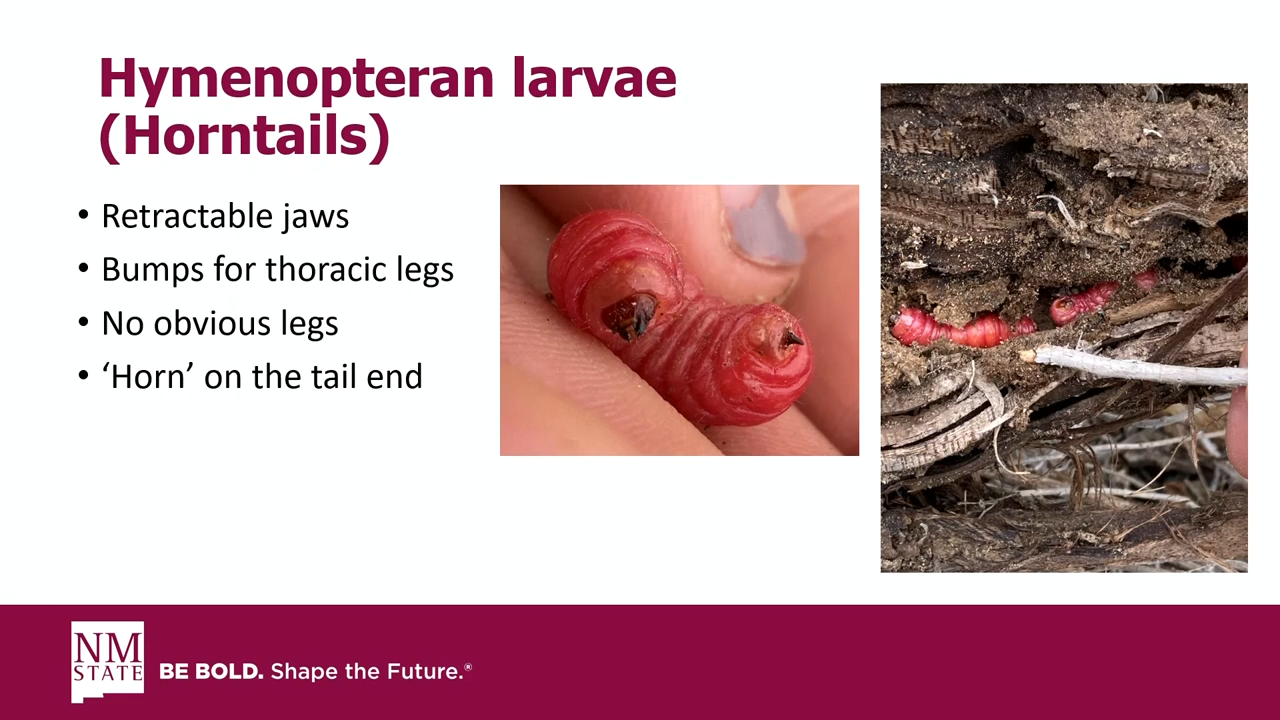 Hymenopteran larvae
(Horntails)
• Retractable jaws
• Bumps for thoracic legs
• No obvious legs
• ‘Horn’ on the tail end
NM
STATE
BE BOLD. Shape the Future.®